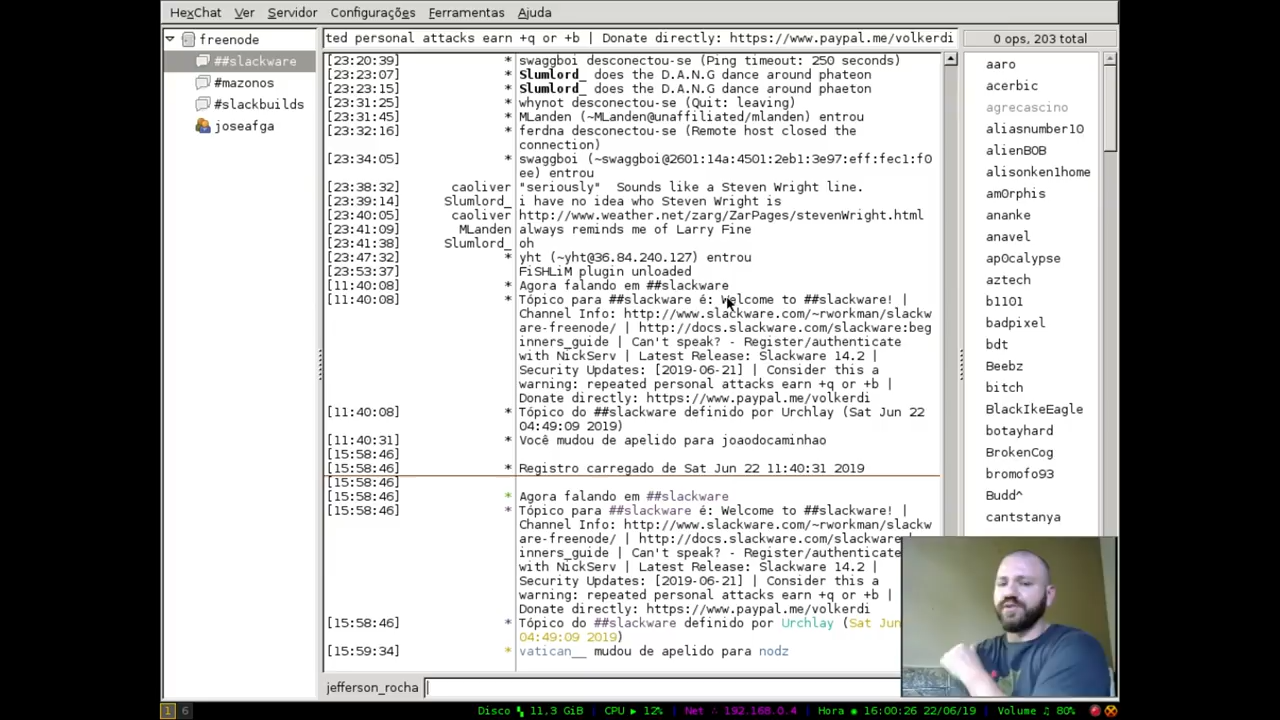 HexChat Ver Servidor Configurações Ferramentas Ajuda
freenode
##slackware
#mazonos
#slackbuilds
joseafga
ted personal attacks earn +q or +b | Donate directly: https://www.paypal.me/volkerdi
[23:20:39] * swaggboi desconectou-se (Ping timeout: 250 seconds)
[23:23:07] * Slumlord_ does the D.A.N.G dance around phateon
[23:23:15] * Slumlord_ does the D.A.N.G dance around phaeton
[23:31:25] * whynot desconectou-se (Quit: leaving)
[23:31:45] * MLanden (~MLanden@unaffiliated/mlanden) entrou
[23:32:16] * ferdna desconectou-se (Remote host closed the
connection)
[23:34:05] * swaggboi (~swaggboi@2601:14a:4501:2eb1:3e97:eff:fec1:f0
ee) entrou
[23:38:32] caoliver "seriously"  Sounds like a Steven Wright line.
[23:39:14] Slumlord_ i have no idea who Steven Wright is
[23:40:05] caoliver http://www.weather.net/zarg/ZarPages/stevenWright.html
[23:41:09] MLanden always reminds me of Larry Fine
[23:41:38] Slumlord_ oh
[23:47:32] * yht (~yht@36.84.240.127) entrou
[23:53:37] FiSHLiM plugin unloaded
[11:40:08] * Agora falando em ##slackware
[11:40:08] * Tópico para ##slackware é: Welcome to ##slackware! |
Channel Info: http://www.slackware.com/~rworkman/slackw
are-freenode/ | http://docs.slackware.com/slackware:beg
inners_guide | Can't speak? - Register/authenticate
with NickServ | Latest Release: Slackware 14.2 |
Security Updates: [2019-06-21] | Consider this a
warning: repeated personal attacks earn +q or +b |
Donate directly: https://www.paypal.me/volkerdi
[11:40:08] * Tópico do ##slackware definido por Urchlay (Sat Jun 22
04:49:09 2019)
[11:40:31] * Você mudou de apelido para joaodocaminhao
[15:58:46]
[15:58:46] * Registro carregado de Sat Jun 22 11:40:31 2019
[15:58:46]
[15:58:46] * Agora falando em ##slackware
[15:58:46] * Tópico para ##slackware é: Welcome to ##slackware! |
Channel Info: http://www.slackware.com/~rworkman/slackw
are-freenode/ | http://docs.slackware.com/slackware:
inners_guide | Can't speak? - Register/authenticate
with NickServ | Latest Release: Slackware 14.2 |
Security Updates: [2019-06-21] | Consider this a
warning: repeated personal attacks earn +q or +b |
Donate directly: https://www.paypal.me/volkerdi
[15:58:46] * Tópico do ##slackware definido por Urchlay (Sat Jun
04:49:09 2019)
[15:59:34] * vatican__ mudou de apelido para nodz
jefferson_rocha
0 ops, 203 total
aaro
acerbic
agrecascino
aliasnumber10
alienBOB
alisonken1home
am0rphis
ananke
anavel
ap0calypse
aztech
b1101
badpixel
bdt
Beebz
bitch
BlackIkeEagle
botayhard
BrokenCog
bromofo93
Budd^
cantstanya
1 6
Disco 11,3 GiB | CPU 12% | Net 192.168.0.4 | Hora 16:00:26 22/06/19 | Volume 80%